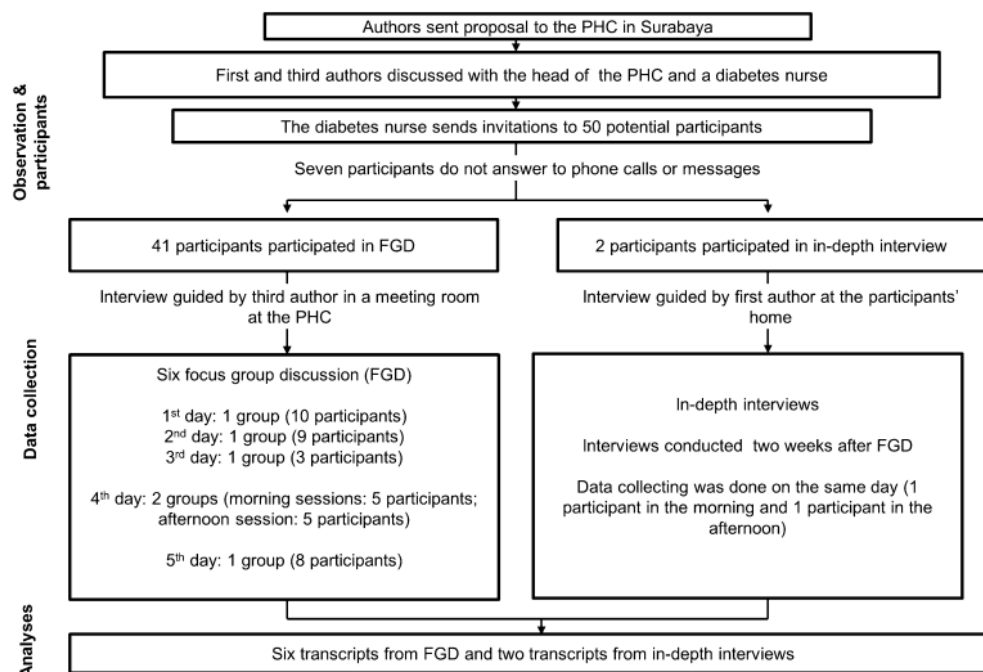 Authors sent proposal to the PHC in Surabaya
First and third authors discussed with the head of the PHC and a diabetes nurse
Observation &
participants
The diabetes nurse sends invitations to 50 potential participants
Seven participants do not answer to phone calls or messages
41 participants participated in FGD
2 participants participated in in-depth interview
Interview guided by third author in a meeting room
at the PHC
Interview guided by first author at the participants'
home
Data collection
Six focus group discussion (FGD)
1st day: 1 group (10 participants)
2nd day: 1 group (9 participants)
3rd day: 1 group (3 participants)
4th day: 2 groups (morning sessions: 5 participants;
afternoon session: 5 participants)
5th day: 1 group (8 participants)
In-depth interviews
Interviews conducted two weeks after FGD
Data collecting was done on the same day (1
participant in the morning and 1 participant in the
afternoon)
Analyses
Six transcripts from FGD and two transcripts from in-depth interviews